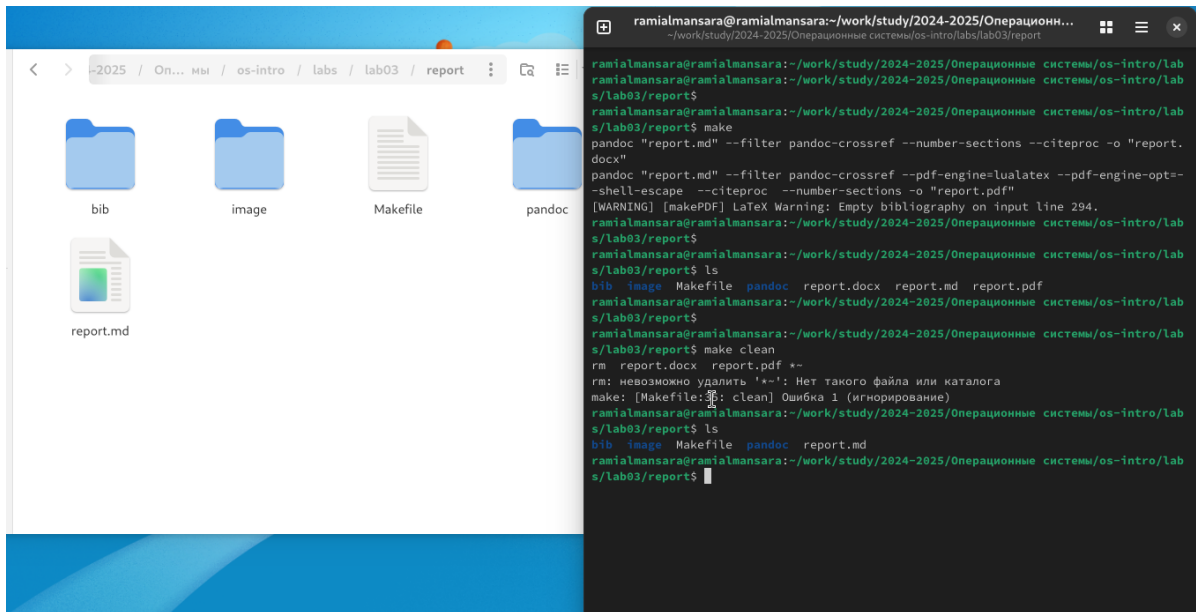 -2025 / Оп... мы / os-intro / labs / lab03 / report
bib
image
Makefile
pandoc
report.md
ramialmansara@ramialmansara:~/work/study/2024-2025/Операционн...
~/work/study/2024-2025/Операционные системы/os-intro/labs/lab03/report
ramialmansara@ramialmansara:~/work/study/2024-2025/Операционные системы/os-intro/lab
ramialmansara@ramialmansara:~/work/study/2024-2025/Операционные системы/os-intro/lab
s/lab03/report$
ramialmansara@ramialmansara:~/work/study/2024-2025/Операционные системы/os-intro/lab
s/lab03/report$ make
pandoc "report.md" --filter pandoc-crossref --number-sections --citeproc -o "report.
docx"
pandoc "report.md" --filter pandoc-crossref --pdf-engine=lualatex --pdf-engine-opt=-
-shell-escape  --citeproc  --number-sections -o "report.pdf"
[WARNING] [makePDF] LaTeX Warning: Empty bibliography on input line 294.
ramialmansara@ramialmansara:~/work/study/2024-2025/Операционные системы/os-intro/lab
s/lab03/report$
ramialmansara@ramialmansara:~/work/study/2024-2025/Операционные системы/os-intro/lab
s/lab03/report$ ls
bib  image  Makefile  pandoc  report.docx  report.md  report.pdf
ramialmansara@ramialmansara:~/work/study/2024-2025/Операционные системы/os-intro/lab
s/lab03/report$
ramialmansara@ramialmansara:~/work/study/2024-2025/Операционные системы/os-intro/lab
s/lab03/report$ make clean
rm  report.docx  report.pdf *~
rm: невозможно удалить '*~': Нет такого файла или каталога
make: [Makefile:36: clean] Ошибка 1 (игнорирование)
ramialmansara@ramialmansara:~/work/study/2024-2025/Операционные системы/os-intro/lab
s/lab03/report$ ls
bib  image  Makefile  pandoc  report.md
ramialmansara@ramialmansara:~/work/study/2024-2025/Операционные системы/os-intro/lab
s/lab03/report$